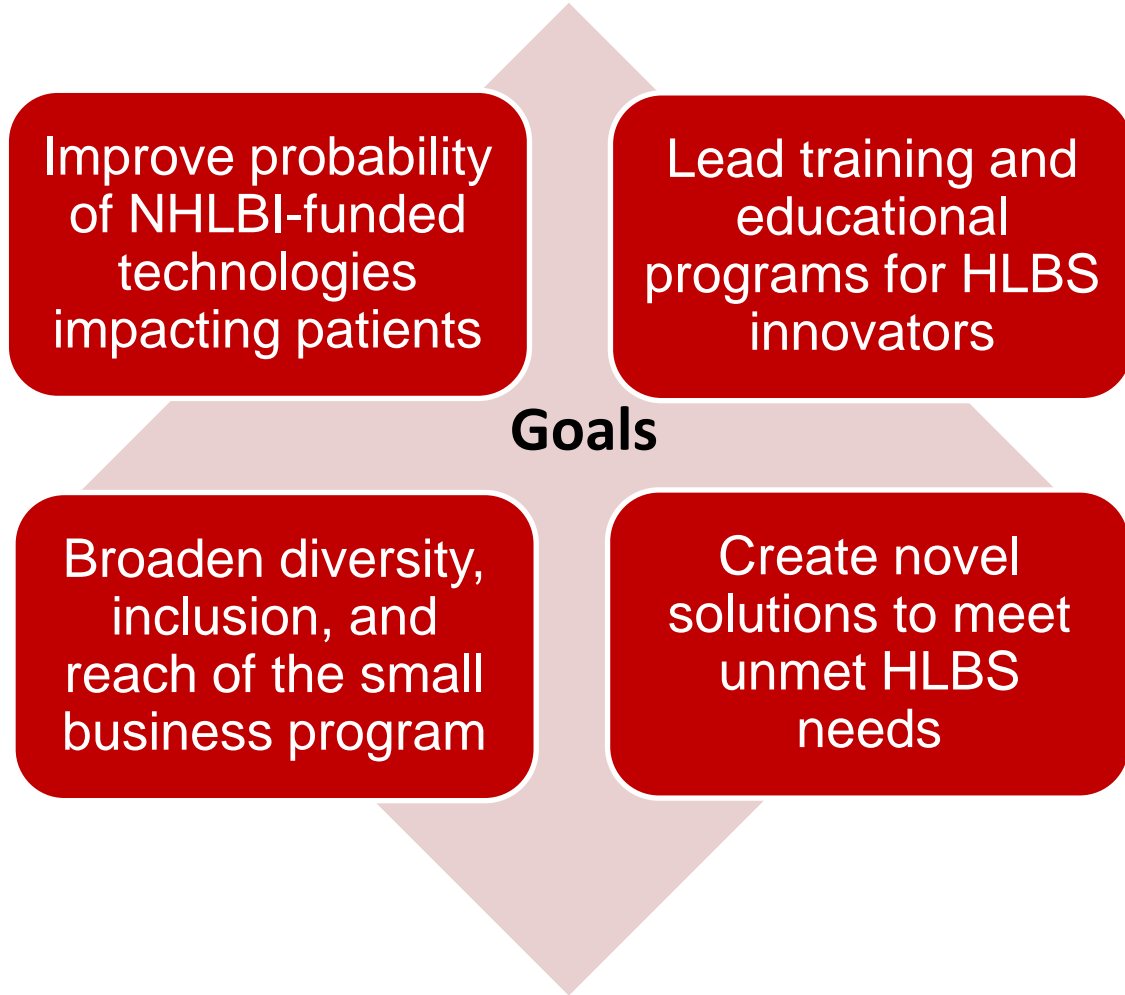 Improve probability
of NHLBI-funded
technologies
impacting patients
Lead training and
educational
programs for HLBS
innovators
Goals
Broaden diversity,
inclusion, and
reach of the small
business program
Create novel
solutions to meet
unmet HLBS
needs